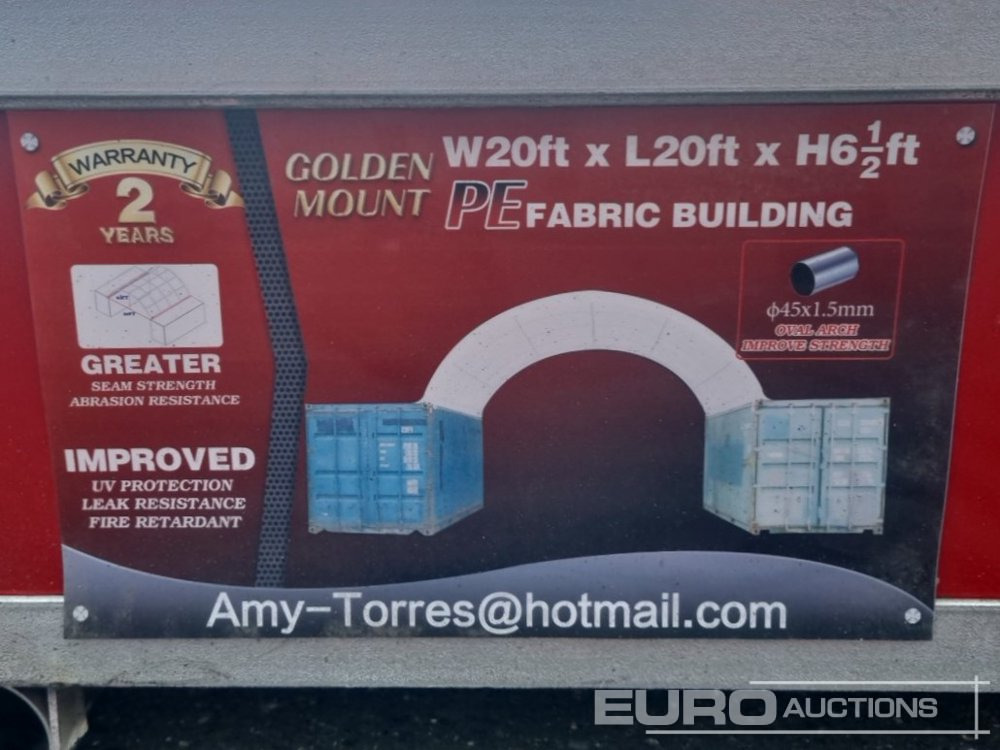 WARRANTY
2
YEARS
GREATER
SEAM STRENGTH
ABRASION RESISTANCE
IMPROVED
UV PROTECTION
LEAK RESISTANCE
FIRE RETARDANT
GOLDEN
MOUNT
W20ft x L20ft x H6½ft
PE FABRIC BUILDING
ϕ45x1.5mm
OVAL ARCH
IMPROVE STRENGTH
Amy-Torres@hotmail.com
EURO AUCTIONS